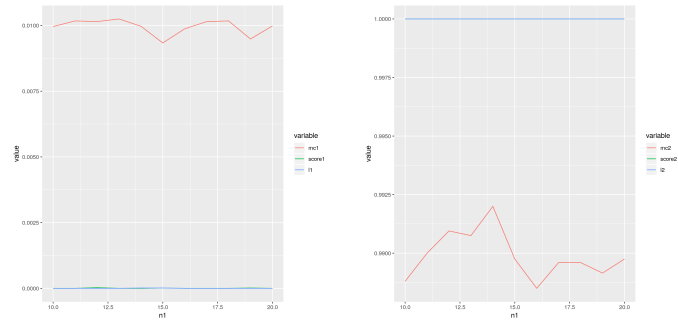 0.0100
0.0075
0.0050
0.0025
0.0000
value
10.0
12.5
15.0
17.5
20.0
n1
variable
mc1
score1
l1
1.0000
0.9975
0.9950
0.9925
0.9900
value
10.0
12.5
15.0
17.5
20.0
n1
variable
mc2
score2
l2